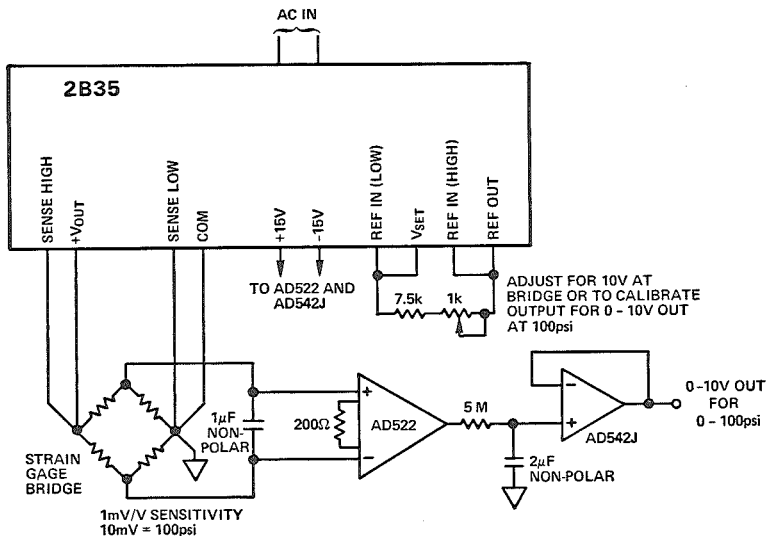 AC IN
2B35
SENSE HIGH
+VOUT
SENSE LOW
COM
+15V
-15V
REF IN (LOW)
VSET
REF IN (HIGH)
REF OUT
TO AD522 AND
AD542J
7.5k
1k
ADJUST FOR 10V AT
BRIDGE OR TO CALIBRATE
OUTPUT FOR 0 – 10V OUT
AT 100psi
1µF
NON-
POLAR
200Ω
+
AD522
–
5 M
–
+
AD542J
0–10V OUT
FOR
0 – 100psi
2µF
NON-POLAR
STRAIN
GAGE
BRIDGE
1mV/V SENSITIVITY
10mV = 100psi